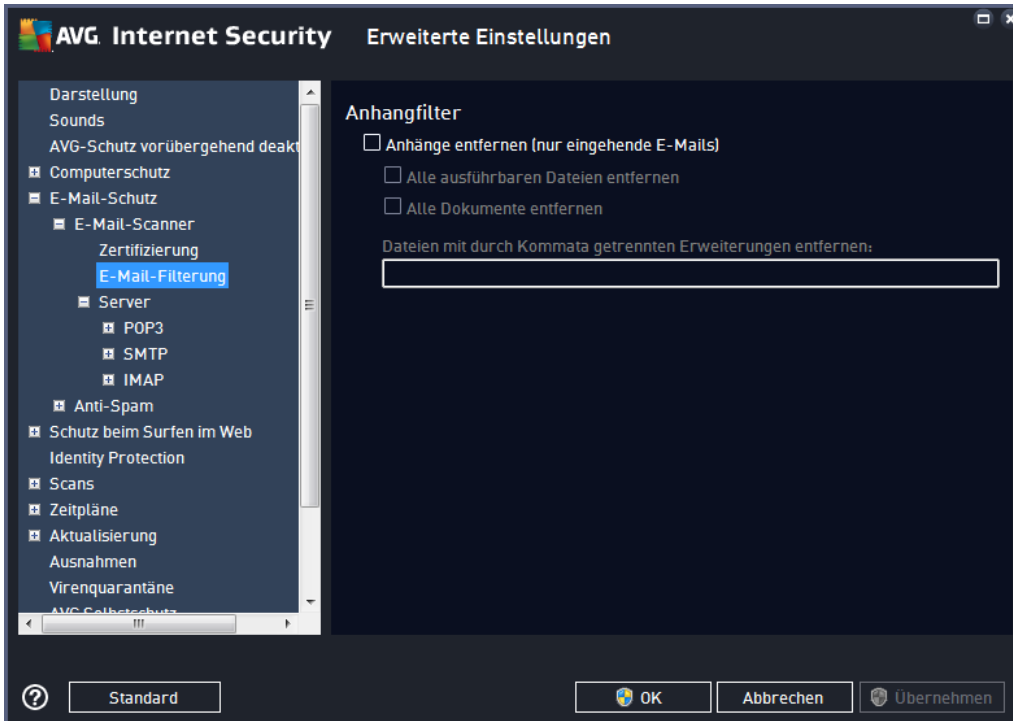 AVG. Internet Security Erweiterte Einstellungen
Darstellung
Sounds
AVG-Schutz vorübergehend deakt
Computerschutz
E-Mail-Schutz
E-Mail-Scanner
Zertifizierung
E-Mail-Filterung
Server
POP3
SMTP
IMAP
Anti-Spam
Schutz beim Surfen im Web
Identity Protection
Scans
Zeitpläne
Aktualisierung
Ausnahmen
Virenquarantäne
AVG Selbstschutz
Anhangfilter
Anhänge entfernen (nur eingehende E-Mails)
Alle ausführbaren Dateien entfernen
Alle Dokumente entfernen
Dateien mit durch Kommata getrennten Erweiterungen entfernen:
? Standard OK Abbrechen Übernehmen